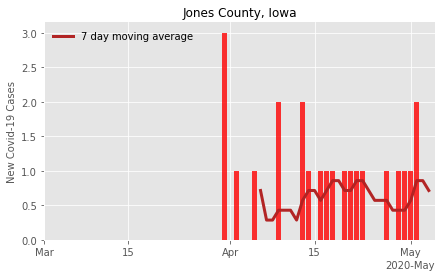 Jones County, Iowa
7 day moving average
New Covid-19 Cases
3.0
2.5
2.0
1.5
1.0
0.5
0.0
Mar
15
Apr
15
May
2020-May